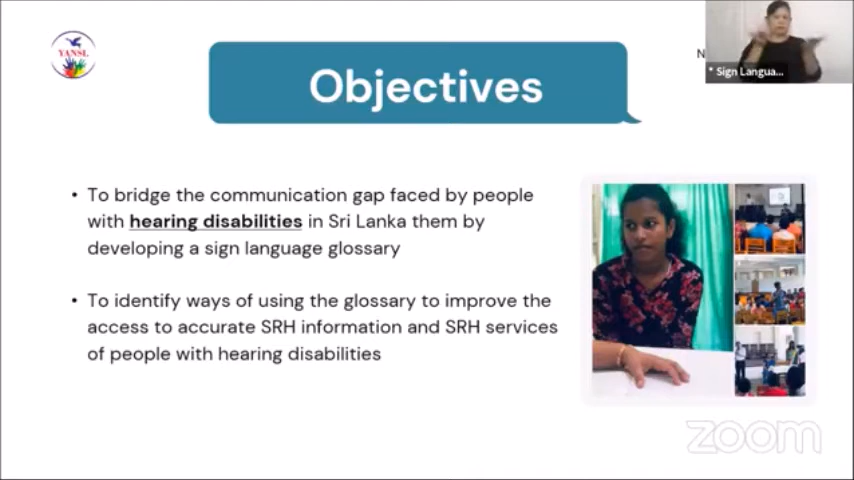 YANSL
Objectives
N
* Sign Langua...
• To bridge the communication gap faced by people
with hearing disabilities in Sri Lanka them by
developing a sign language glossary
• To identify ways of using the glossary to improve the
access to accurate SRH information and SRH services
of people with hearing disabilities
zoom